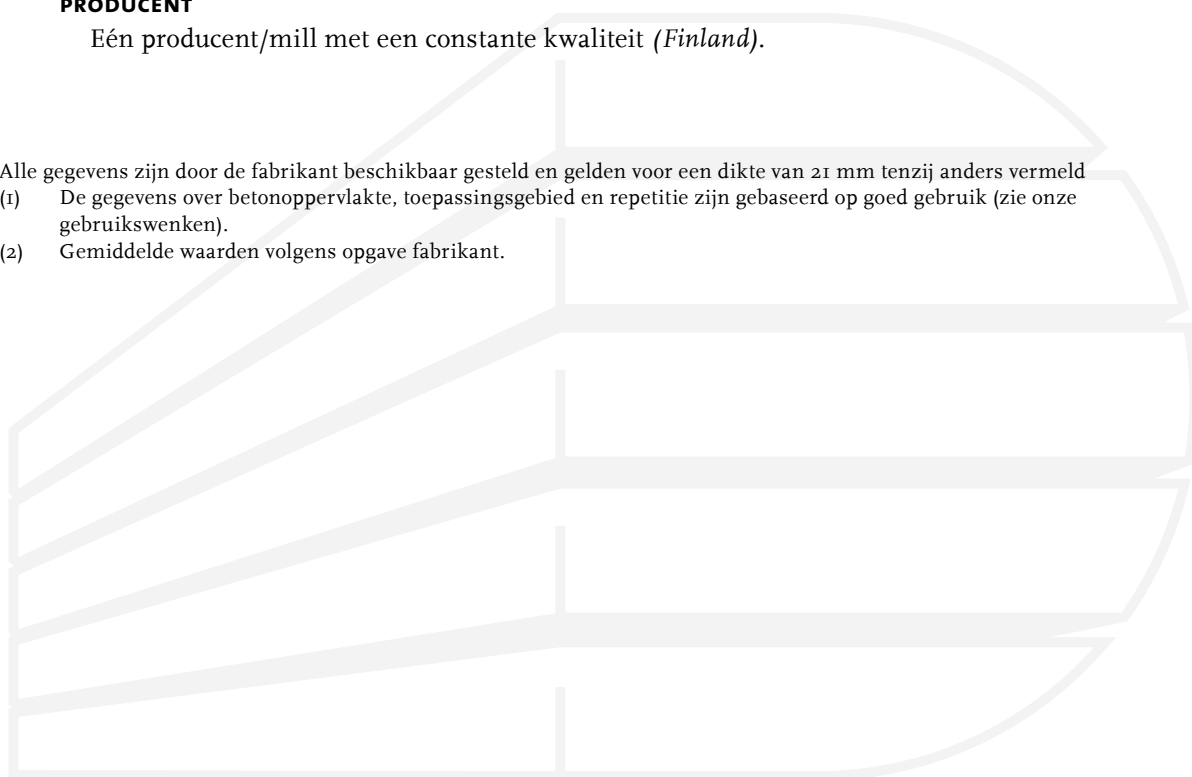 PRODUCENT
Eén producent/mill met een constante kwaliteit (Finland).
Alle gegevens zijn door de fabrikant beschikbaar gesteld en gelden voor een dikte van 21 mm tenzij anders vermeld
(1) De gegevens over betonoppervlakte, toepassingsgebied en repetitie zijn gebaseerd op goed gebruik (zie onze
gebruikswenken).
(2) Gemiddelde waarden volgens opgave fabrikant.